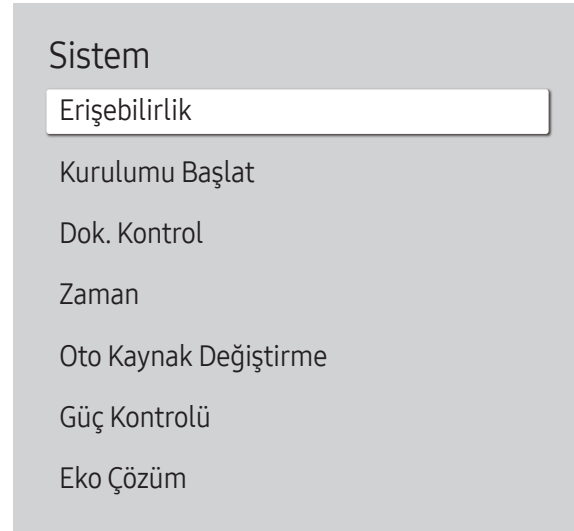 Sistem
Erişebilirlik
Kurulumu Başlat
Dok. Kontrol
Zaman
Oto Kaynak Değiştirme
Güç Kontrolü
Eko Çözüm